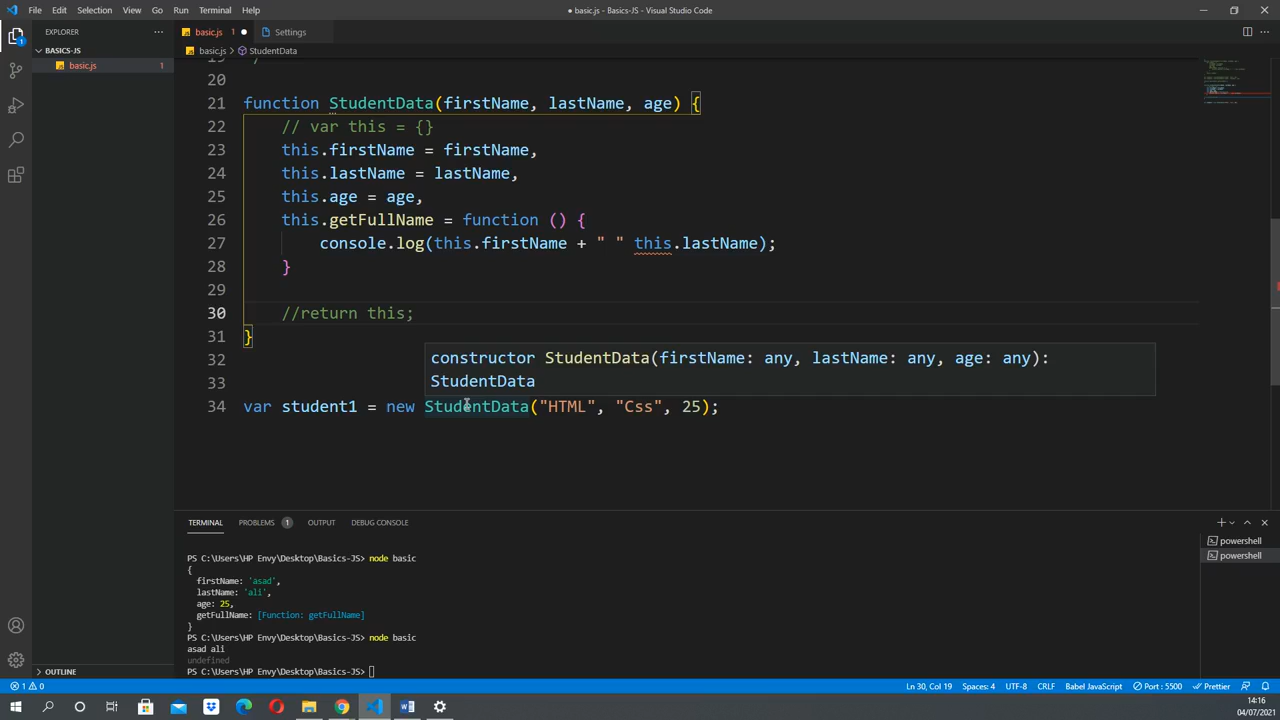 File Edit Selection View Go Run Terminal Help
● basic.js - Basics-JS - Visual Studio Code
EXPLORER
BASICS-JS
basic.js 1
OUTLINE
basic.js 1 ●
Settings
basic.js > StudentData
20
21 function StudentData(firstName, lastName, age) {
22 // var this = {}
23 this.firstName = firstName,
24 this.lastName = lastName,
25 this.age = age,
26 this.getFullName = function () {
27 console.log(this.firstName + " " this.lastName);
28 }
29
30 //return this;
31 }
32
33
34 var student1 = new StudentData("HTML", "Css", 25);
constructor StudentData(firstName: any, lastName: any, age: any):
StudentData
TERMINAL PROBLEMS 1 OUTPUT DEBUG CONSOLE
PS C:\Users\HP Envy\Desktop\Basics-JS> node basic
{
firstName: 'asad',
lastName: 'ali',
age: 25,
getFullName: [Function: getFullName]
}
PS C:\Users\HP Envy\Desktop\Basics-JS> node basic
asad ali
undefined
PS C:\Users\HP Envy\Desktop\Basics-JS>
powershell
powershell
1 0
Ln 30, Col 19 Spaces: 4 UTF-8 CRLF Babel JavaScript Port : 5500 Prettier
14:16
04/07/2021